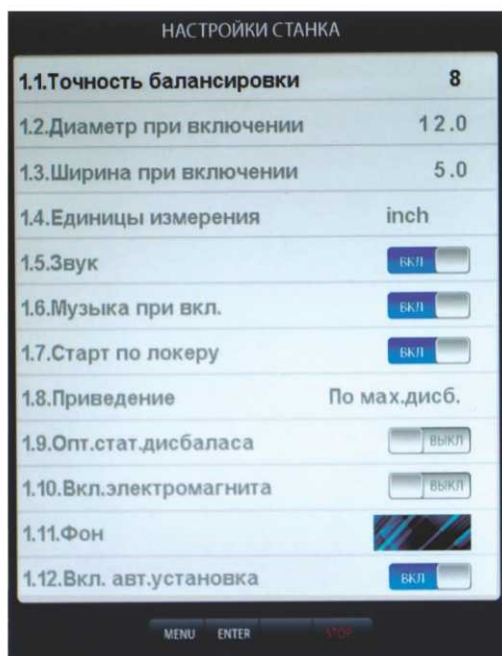 НАСТРОЙКИ СТАНКА
1.1.Точность балансировки 8
1.2.Диаметр при включении 12.0
1.3.Ширина при включении 5.0
1.4.Единицы измерения inch
1.5.Звук ВКЛ
1.6.Музыка при вкл. ВКЛ
1.7.Старт по локеру ВКЛ
1.8.Приведение По мах.дисб.
1.9.Опт.стат.дисбаласа ВЫКЛ
1.10.Вкл.электромагнита ВЫКЛ
1.11.Фон
1.12.Вкл. авт.установка ВКЛ
MENU ENTER STOP